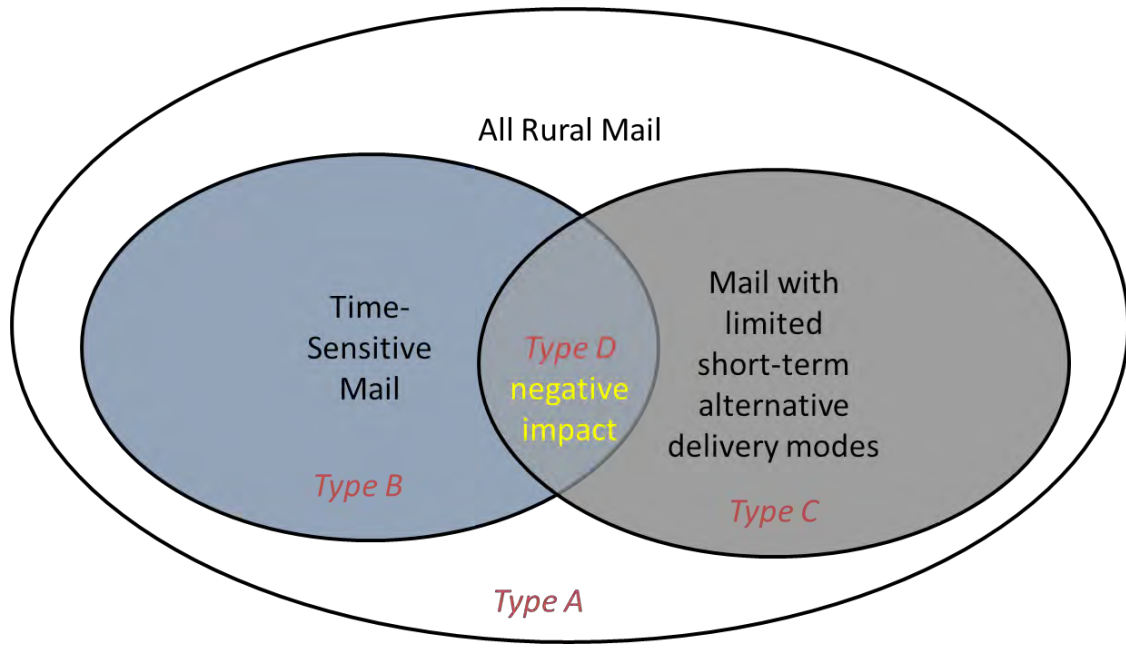 All Rural Mail
Time-
Sensitive
Mail
Type B
Type D
negative
impact
Mail with
limited
short-term
alternative
delivery modes
Type C
Type A